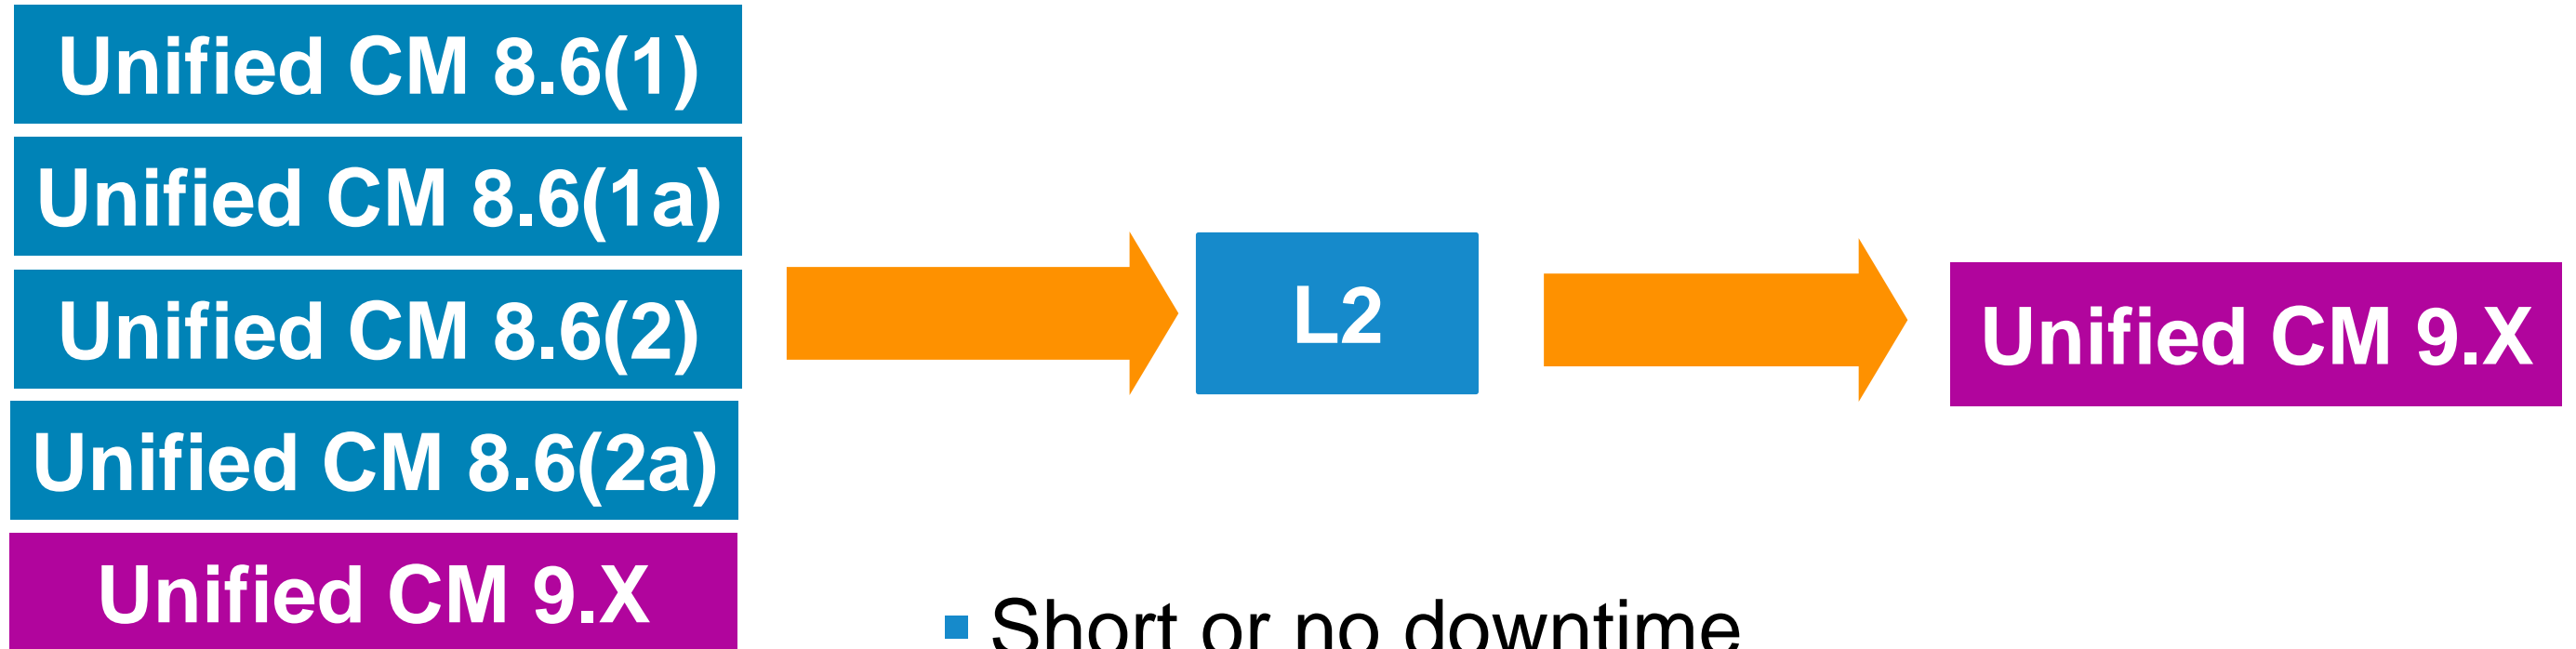 Unified CM 8.6(1)
Unified CM 8.6(1a)
Unified CM 8.6(2)
Unified CM 8.6(2a)
Unified CM 9.X
L2
Unified CM 9.X
Short or no downtime